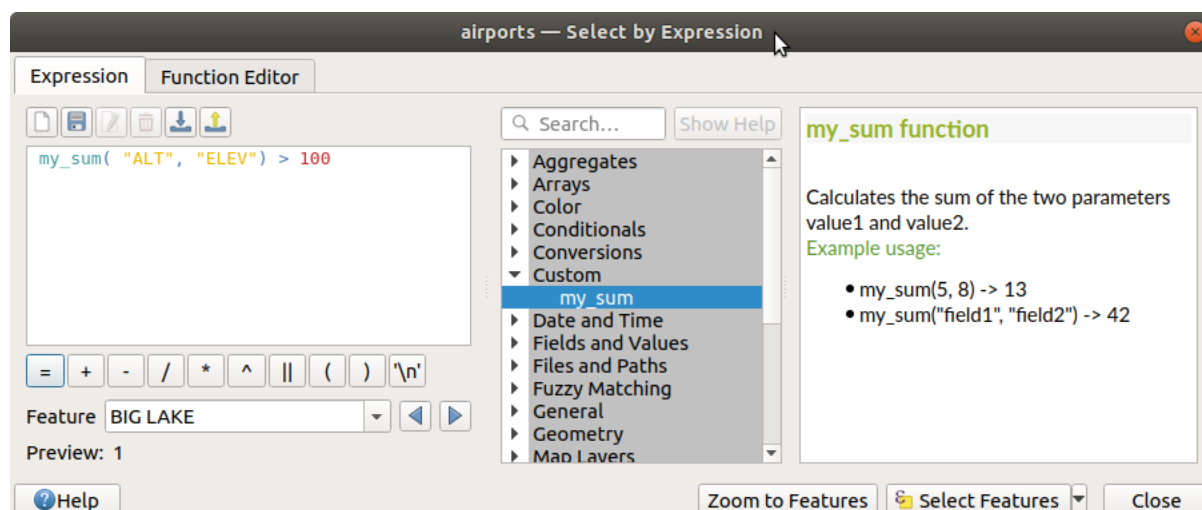 airports — Select by Expression
Expression
Function Editor
Search...
Show Help
my_sum( "ALT", "ELEV") > 100
= + - / * ^ || ( ) '\n'
Feature BIG LAKE
Preview: 1
Aggregates
Arrays
Color
Conditionals
Conversions
Custom
my_sum
Date and Time
Fields and Values
Files and Paths
Fuzzy Matching
General
Geometry
Map Layers
my_sum function
Calculates the sum of the two parameters
value1 and value2.
Example usage:
• my_sum(5, 8) -> 13
• my_sum("field1", "field2") -> 42
Help
Zoom to Features
Select Features
Close